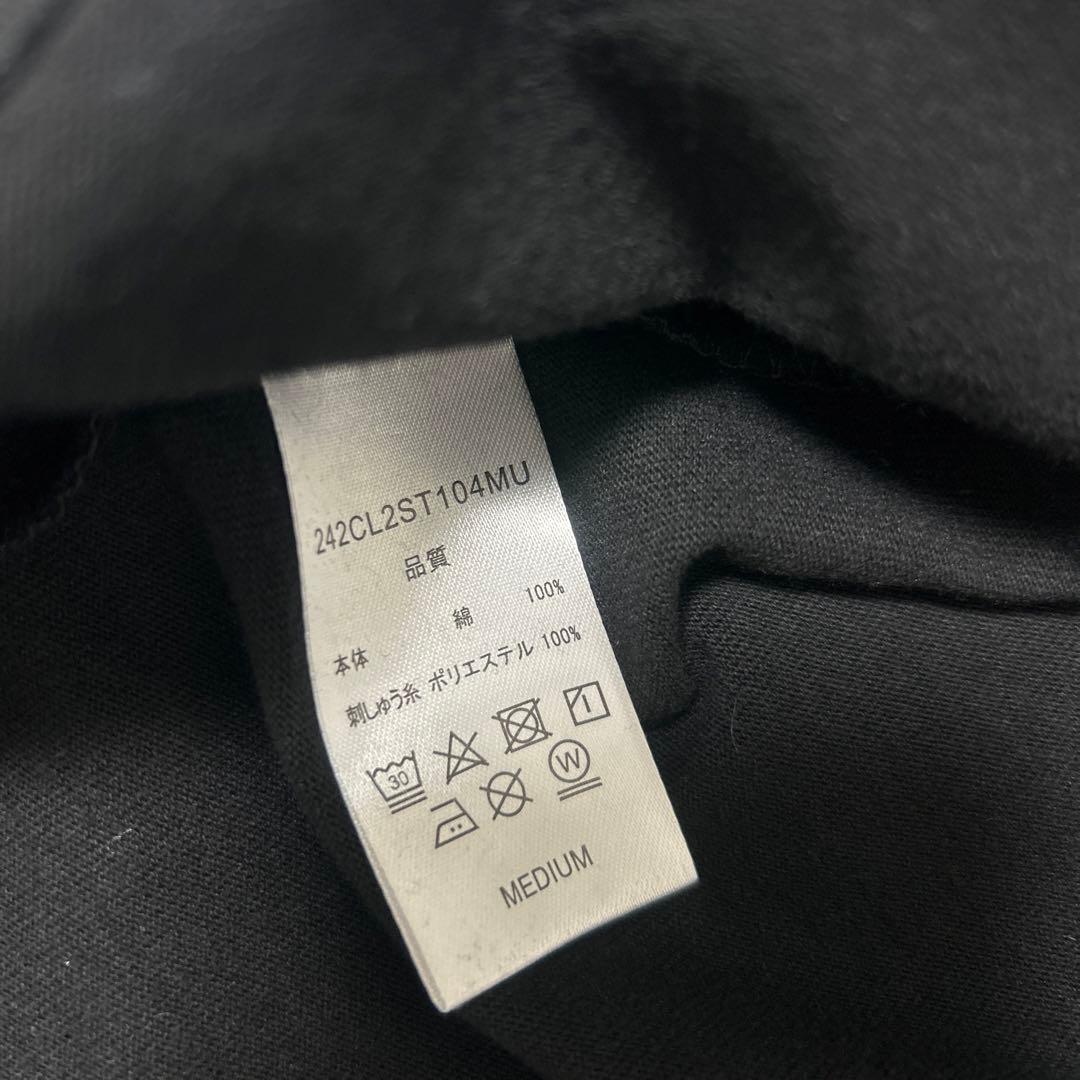 242CL2ST104MU
品質
本体 綿 100%
刺しゅう糸 ポリエステル 100%
30
W
MEDIUM